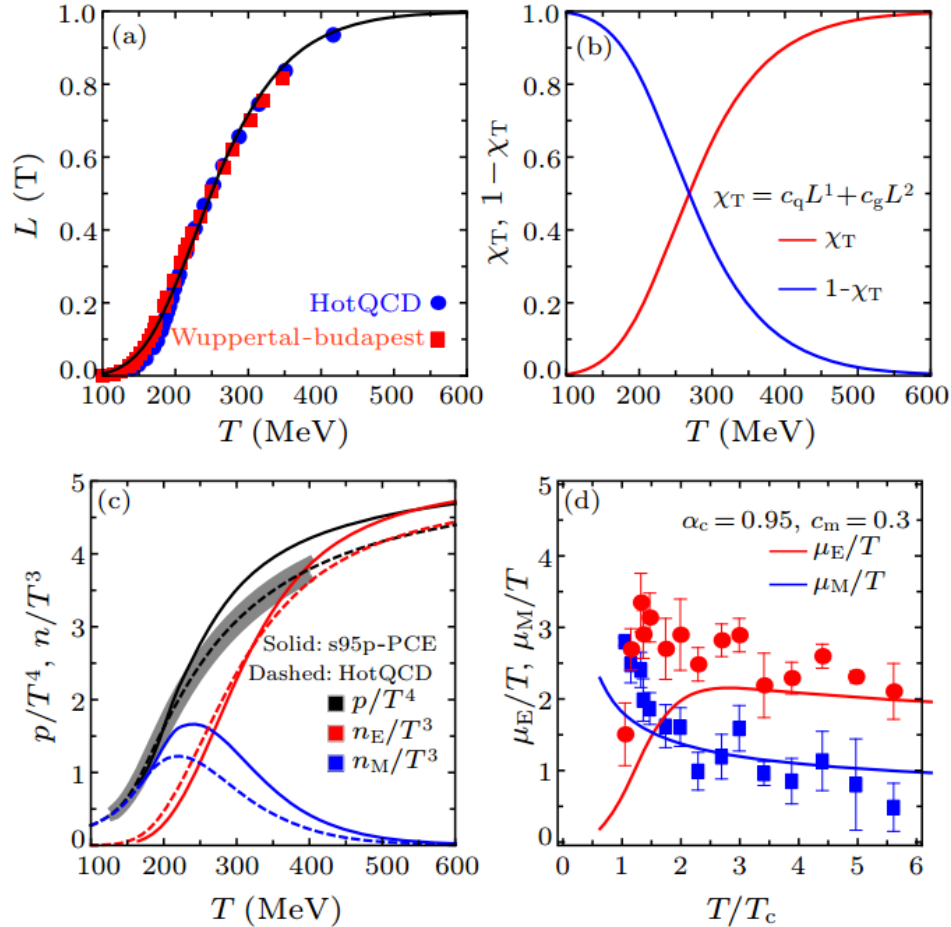 (a)
L (T)
1.0
0.8
0.6
0.4
0.2
0.0
HotQCD
Wuppertal-budapest
100 200 300 400 500 600
T (MeV)
(b)
χT, 1−χT
1.0
0.8
0.6
0.4
0.2
0.0
χT = cqL¹+cgL²
χT
1-χT
100 200 300 400 500 600
T (MeV)
(c)
p/T⁴, n/T³
5
4
3
2
1
0
Solid: s95p-PCE
Dashed: HotQCD
p/T⁴
nE/T³
nM/T³
100 200 300 400 500 600
T (MeV)
(d)
μE/T, μM/T
5
4
3
2
1
0
αc = 0.95, cm = 0.3
μE/T
μM/T
0 1 2 3 4 5 6
T/Tc